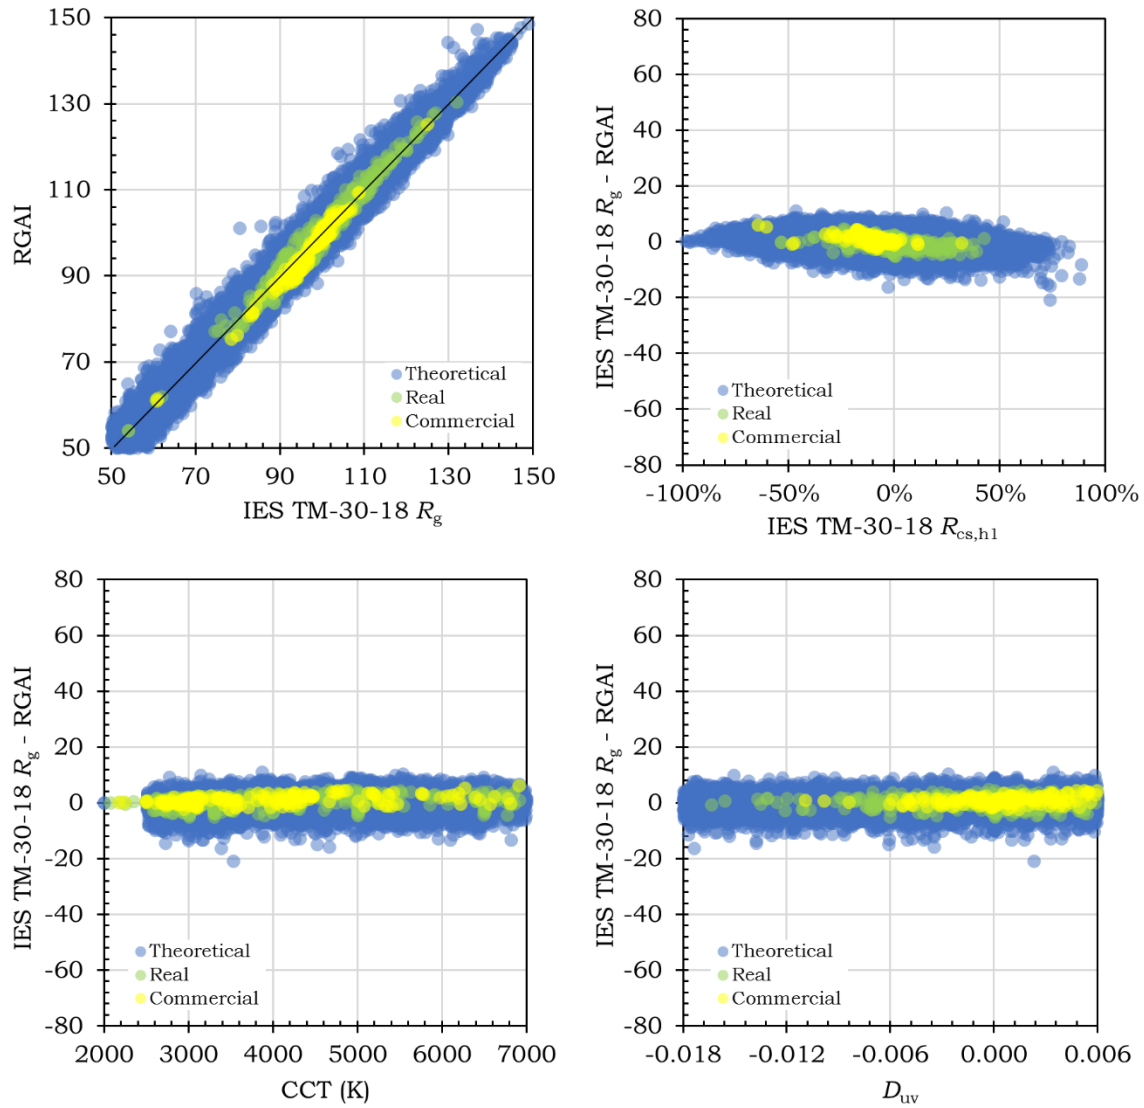 150
130
110
90
70
50
RGAI
Theoretical
Real
Commercial
50 70 90 110 130 150
IES TM-30-18 Rg
80
60
40
20
0
-20
-40
-60
-80
IES TM-30-18 Rg - RGAI
Theoretical
Real
Commercial
-100% -50% 0% 50% 100%
IES TM-30-18 Rcs,h1
80
60
40
20
0
-20
-40
-60
-80
IES TM-30-18 Rg - RGAI
Theoretical
Real
Commercial
2000 3000 4000 5000 6000 7000
CCT (K)
80
60
40
20
0
-20
-40
-60
-80
IES TM-30-18 Rg - RGAI
Theoretical
Real
Commercial
-0.018 -0.012 -0.006 0.000 0.006
Duv